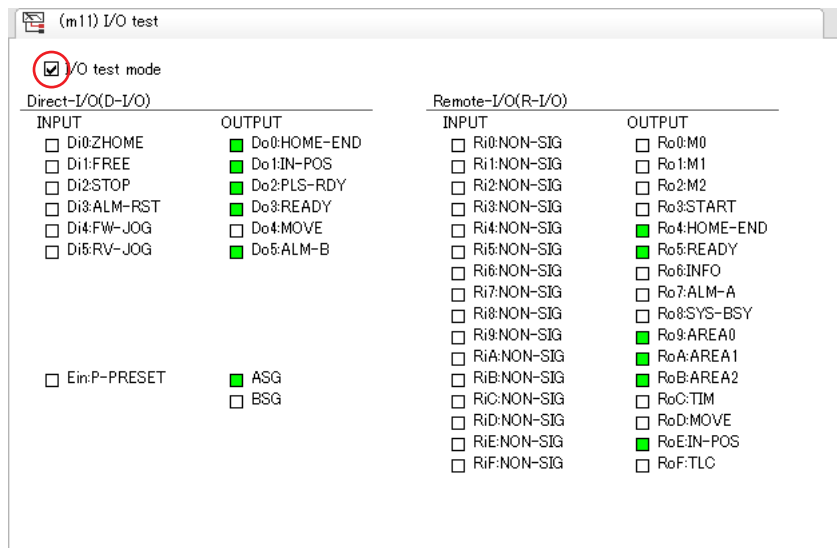 (m11) I/O test
I/O test mode
Direct-I/O(D-I/O)
INPUT
Di0:ZHOME
Di1:FREE
Di2:STOP
Di3:ALM-RST
Di4:FW-JOG
Di5:RV-JOG
Ein:P-PRESET
OUTPUT
Do0:HOME-END
Do1:IN-POS
Do2:PLS-RDY
Do3:READY
Do4:MOVE
Do5:ALM-B
ASG
BSG
Remote-I/O(R-I/O)
INPUT
Ri0:NON-SIG
Ri1:NON-SIG
Ri2:NON-SIG
Ri3:NON-SIG
Ri4:NON-SIG
Ri5:NON-SIG
Ri6:NON-SIG
Ri7:NON-SIG
Ri8:NON-SIG
Ri9:NON-SIG
RiA:NON-SIG
RiB:NON-SIG
RiC:NON-SIG
RiD:NON-SIG
RiE:NON-SIG
RiF:NON-SIG
OUTPUT
Ro0:M0
Ro1:M1
Ro2:M2
Ro3:START
Ro4:HOME-END
Ro5:READY
Ro6:INFO
Ro7:ALM-A
Ro8:SYS-BSY
Ro9:AREA0
RoA:AREA1
RoB:AREA2
RoC:TIM
RoD:MOVE
RoE:IN-POS
RoF:TLC